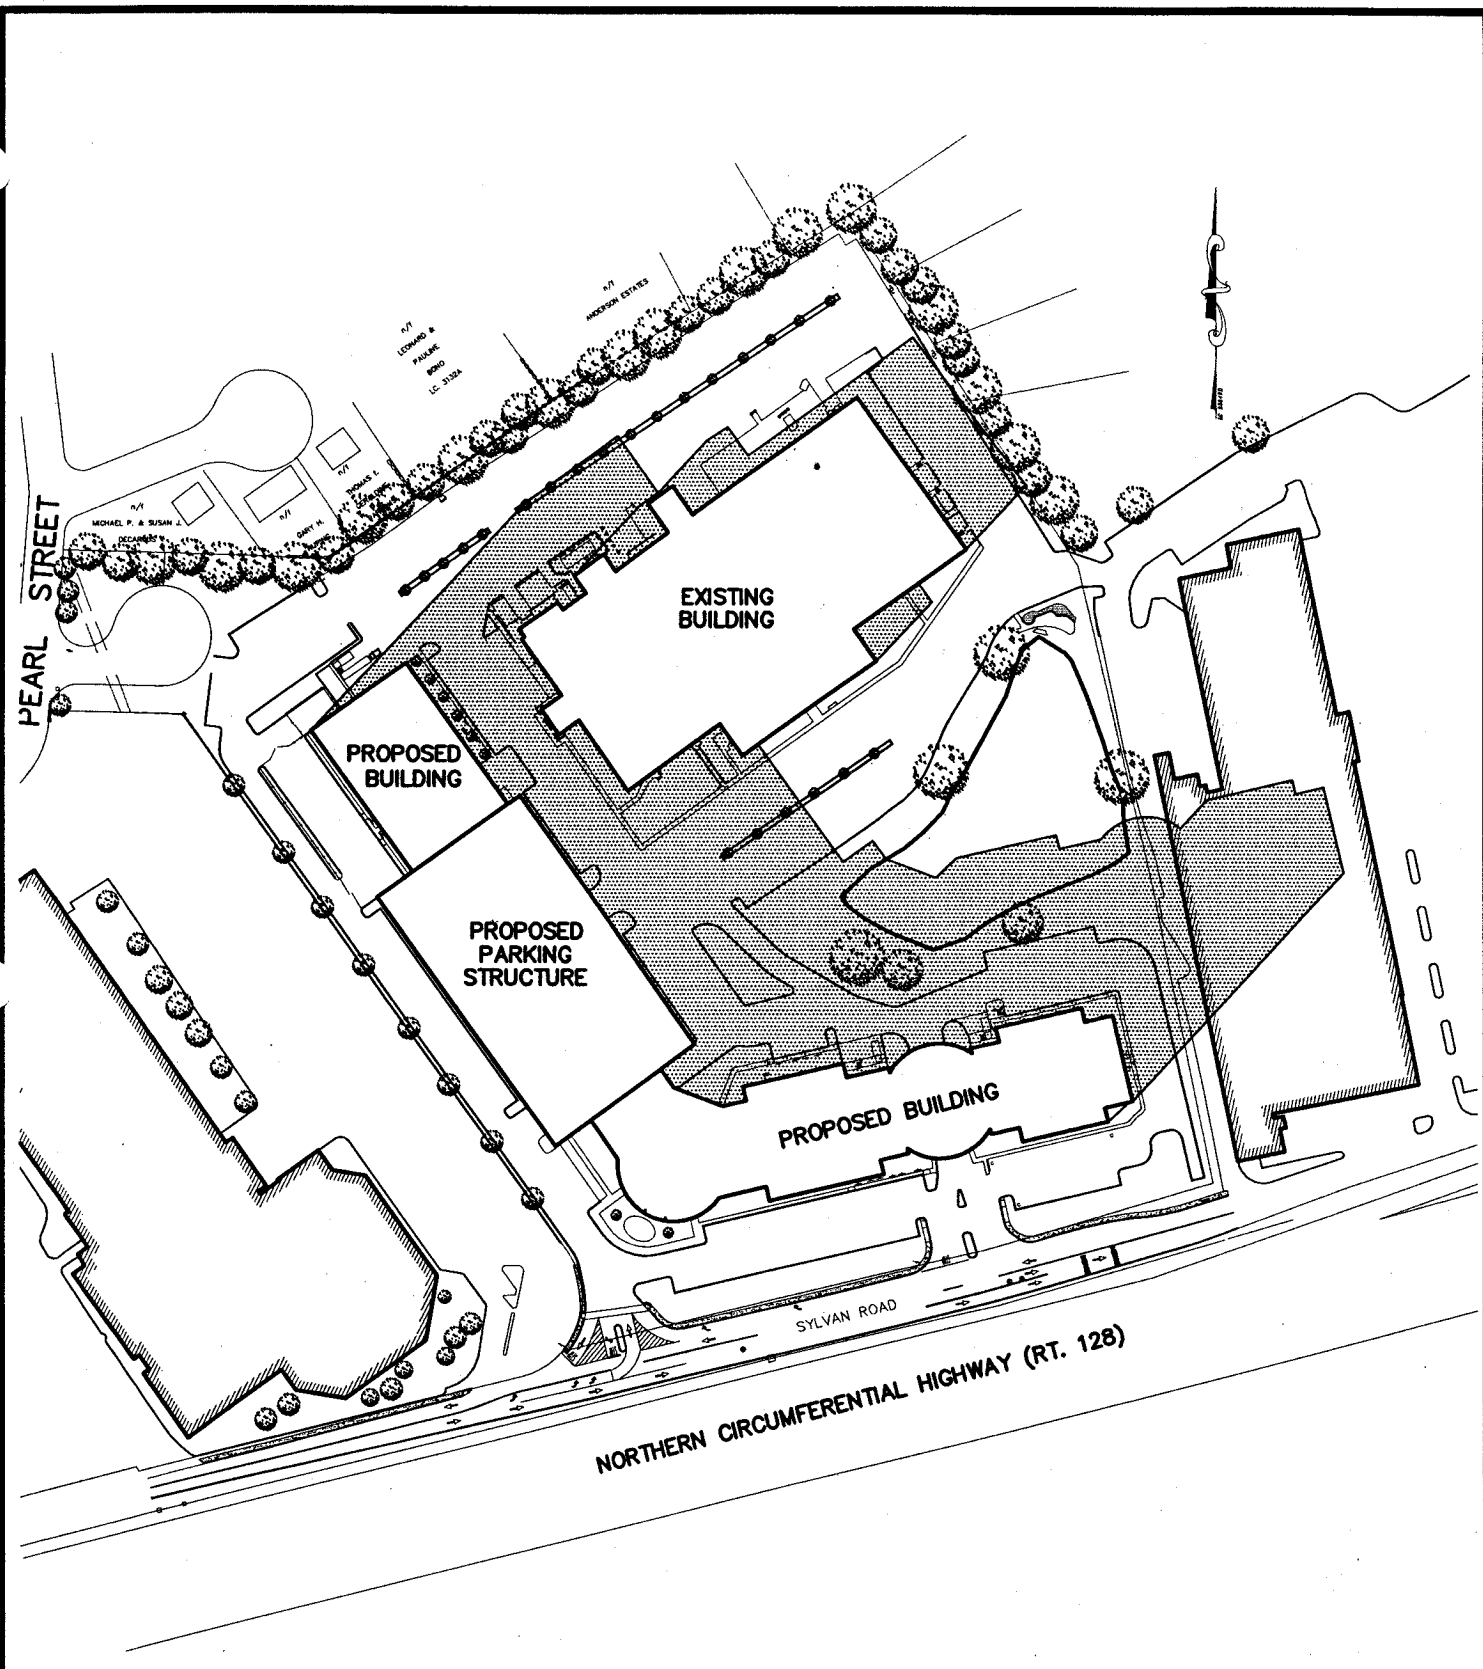 n/f
ANDERSON ESTATES
n/f
LEONARD &
PAULINE
BONO
LC. 3132A
n/f
THOMAS E.
n/f
GARY H.
n/f
MICHAEL P. & SUSAN J.
PEARL STREET
EXISTING
BUILDING
PROPOSED
BUILDING
PROPOSED
PARKING
STRUCTURE
PROPOSED BUILDING
SYLVAN ROAD
NORTHERN CIRCUMFERENTIAL HIGHWAY (RT. 128)